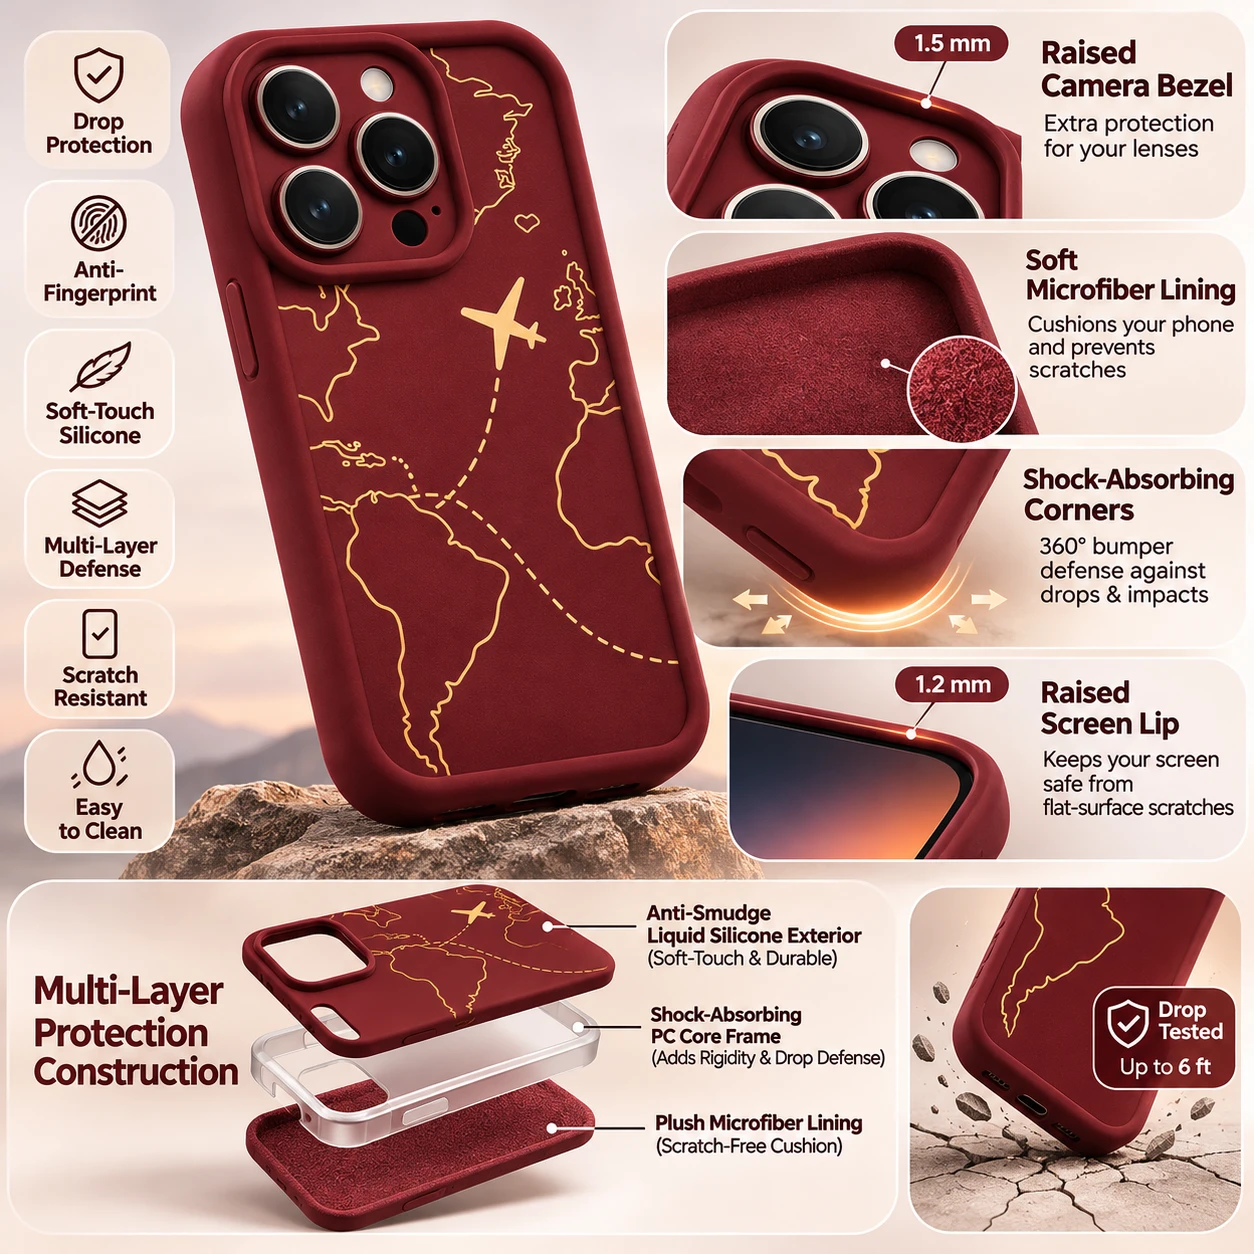 Drop
Protection
Anti-
Fingerprint
Soft-Touch
Silicone
Multi-Layer
Defense
Scratch
Resistant
Easy
to Clean
1.5 mm
Raised
Camera Bezel
Extra protection
for your lenses
Soft
Microfiber Lining
Cushions your phone
and prevents
scratches
Shock-Absorbing
Corners
360° bumper
defense against
drops & impacts
1.2 mm
Raised
Screen Lip
Keeps your screen
safe from
flat-surface scratches
Multi-Layer
Protection
Construction
Anti-Smudge
Liquid Silicone Exterior
(Soft-Touch & Durable)
Shock-Absorbing
PC Core Frame
(Adds Rigidity & Drop Defense)
Plush Microfiber Lining
(Scratch-Free Cushion)
Drop
Tested
Up to 6 ft